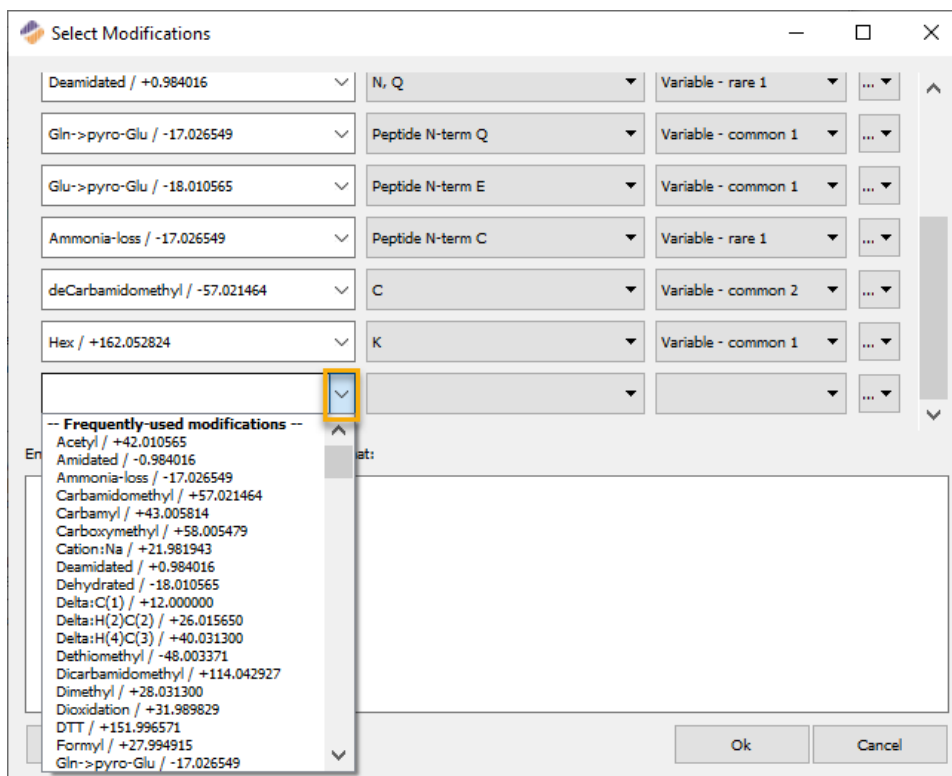 Select Modifications
Deamidated / +0.984016 N, Q Variable - rare 1 ...
Gln->pyro-Glu / -17.026549 Peptide N-term Q Variable - common 1 ...
Glu->pyro-Glu / -18.010565 Peptide N-term E Variable - common 1 ...
Ammonia-loss / -17.026549 Peptide N-term C Variable - rare 1 ...
deCarbamidomethyl / -57.021464 C Variable - common 2 ...
Hex / +162.052824 K Variable - common 1 ...
...
-- Frequently-used modifications --
Acetyl / +42.010565
Amidated / -0.984016
Ammonia-loss / -17.026549
Carbamidomethyl / +57.021464
Carbamyl / +43.005814
Carboxymethyl / +58.005479
Cation:Na / +21.981943
Deamidated / +0.984016
Dehydrated / -18.010565
Delta:C(1) / +12.000000
Delta:H(2)C(2) / +26.015650
Delta:H(4)C(3) / +40.031300
Dethiomethyl / -48.003371
Dicarbamidomethyl / +114.042927
Dimethyl / +28.031300
Dioxidation / +31.989829
DTT / +151.996571
Formyl / +27.994915
Gln->pyro-Glu / -17.026549
Ok Cancel